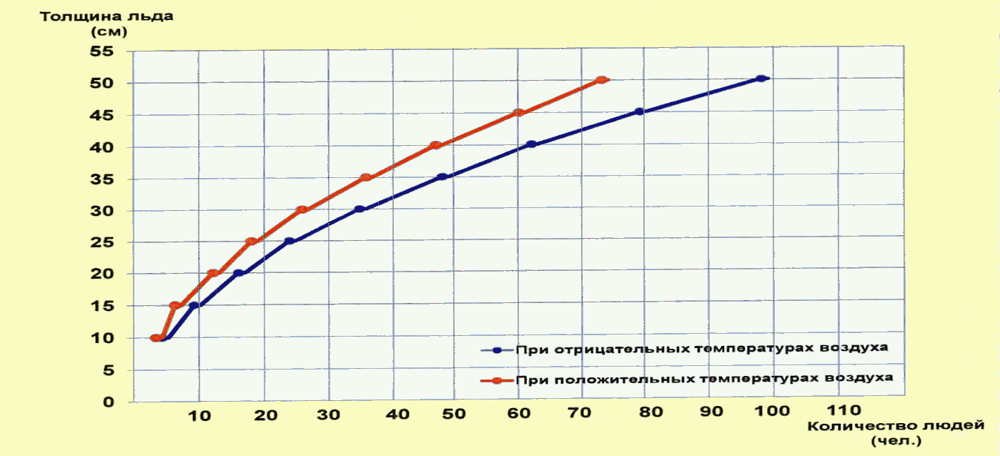 Толщина льда
(см)
55
50
45
40
35
30
25
20
15
10
5
0
При отрицательных температурах воздуха
При положительных температурах воздуха
10 20 30 40 50 60 70 80 90 100 110
Количество людей
(чел.)